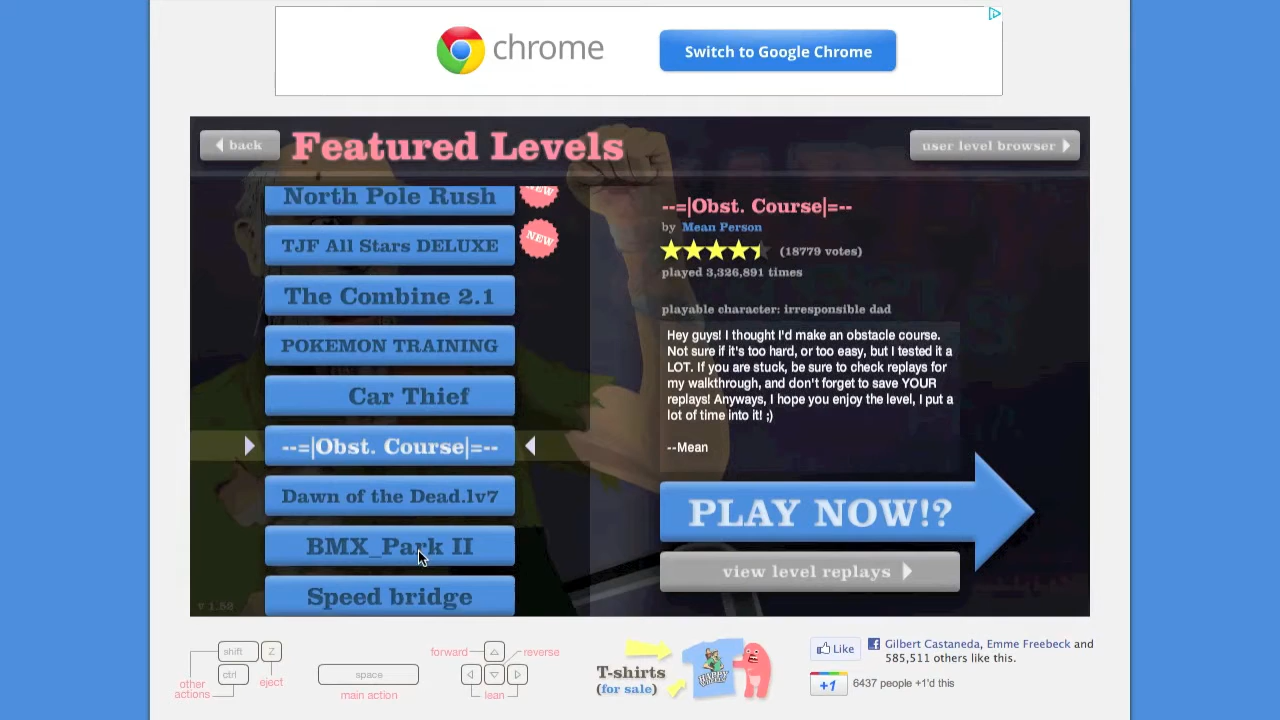 chrome
Switch to Google Chrome
back
Featured Levels
user level browser
North Pole Rush
NEW
TJF All Stars DELUXE
NEW
The Combine 2.1
POKEMON TRAINING
Car Thief
--=|Obst. Course|=--
Dawn of the Dead.lv7
BMX_Park II
Speed bridge
v 1.52
--=|Obst. Course|=--
by Mean Person
(18779 votes)
played 3,326,891 times
playable character: irresponsible dad
Hey guys! I thought I'd make an obstacle course.
Not sure if it's too hard, or too easy, but I tested it a
LOT. If you are stuck, be sure to check replays for
my walkthrough, and don't forget to save YOUR
replays! Anyways, I hope you enjoy the level, I put a
lot of time into it! ;)
--Mean
PLAY NOW!?
view level replays
shift
Z
ctrl
other
actions
eject
space
main action
forward
reverse
lean
T-shirts
(for sale)
HAPPY WHEELS
Like
Gilbert Castaneda, Emme Freebeck and
585,511 others like this.
+1
6437 people +1'd this